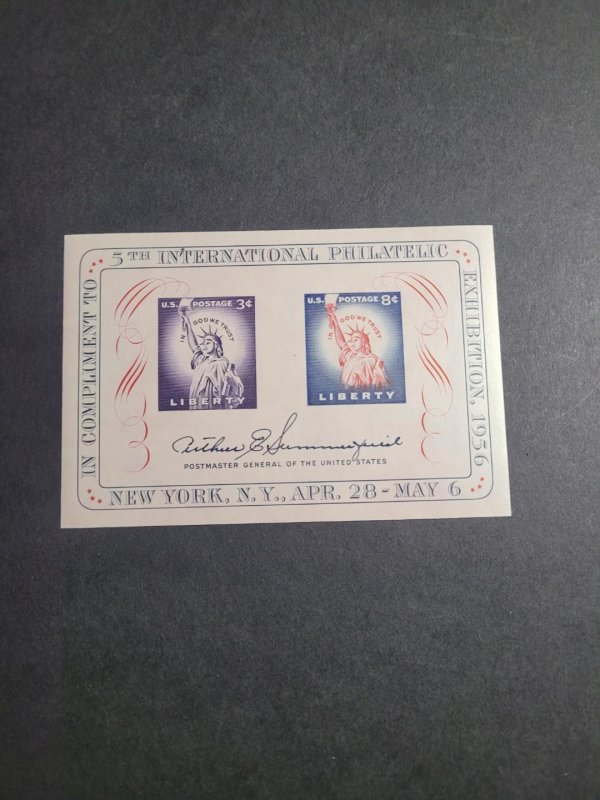 IN COMPLIMENT TO
5TH INTERNATIONAL PHILATELIC
EXHIBITION, 1956
U.S. POSTAGE 3¢
IN GOD WE TRUST
LIBERTY
U.S. POSTAGE 8¢
IN GOD WE TRUST
LIBERTY
Arthur E Summerfield
POSTMASTER GENERAL OF THE UNITED STATES
NEW YORK, N.Y., APR. 28 - MAY 6